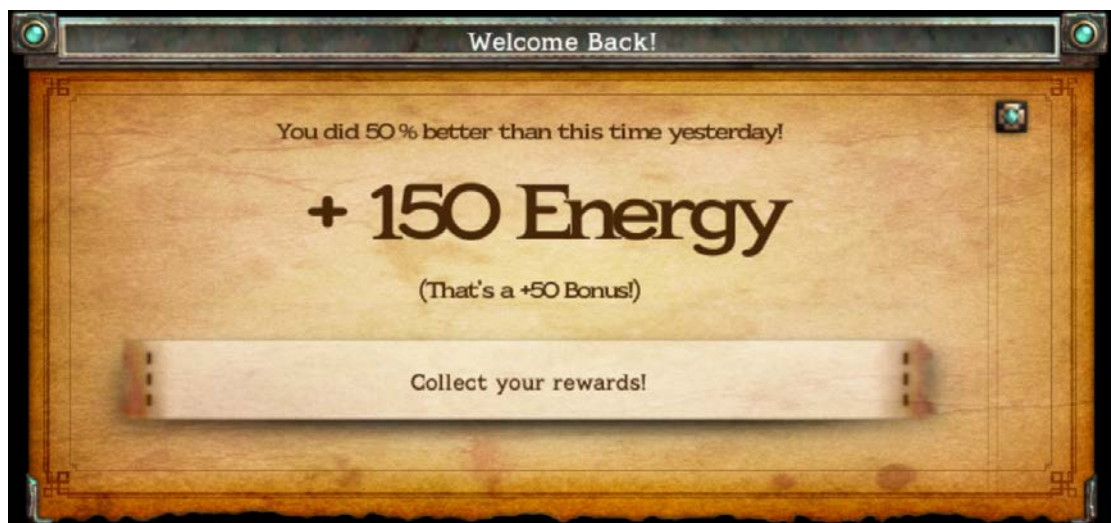 Welcome Back!
You did 50% better than this time yesterday!
+ 150 Energy
(That's a +50 Bonus!)
Collect your rewards!